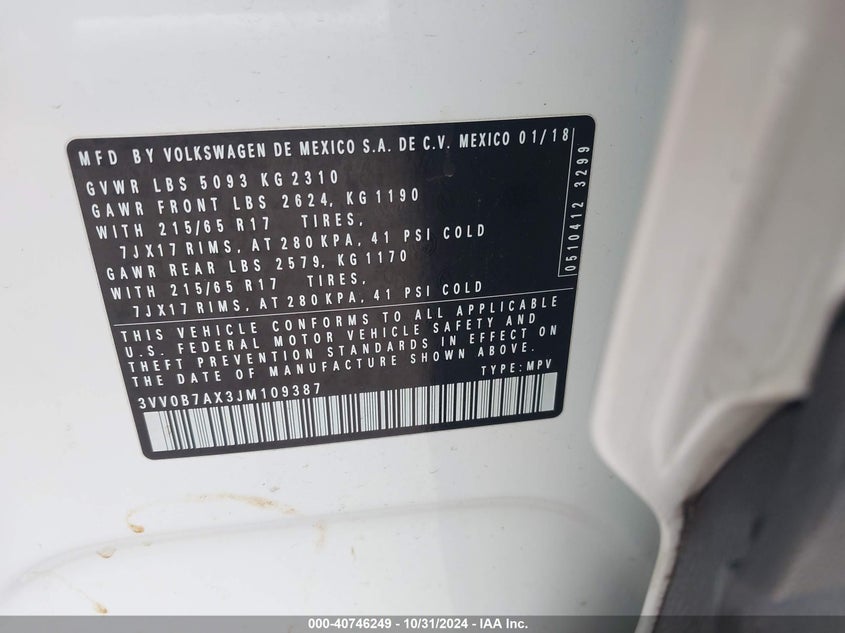 MFD BY VOLKSWAGEN DE MEXICO S.A. DE C.V. MEXICO 01/18
GVWR LBS 5093 KG 2310
GAWR FRONT LBS 2624, KG 1190
WITH 215/65 R17 TIRES,
7JX17 RIMS, AT 280 KPA, 41 PSI COLD
GAWR REAR LBS 2579, KG 1170
WITH 215/65 R17 TIRES,
7JX17 RIMS, AT 280 KPA, 41 PSI COLD
0510412 3299
THIS VEHICLE CONFORMS TO ALL APPLICABLE
U.S. FEDERAL MOTOR VEHICLE SAFETY AND
THEFT PREVENTION STANDARDS IN EFFECT ON
THE DATE OF MANUFACTURE SHOWN ABOVE.
3VV0B7AX3JM109387 TYPE: MPV
000-40746249 - 10/31/2024 - IAA Inc.